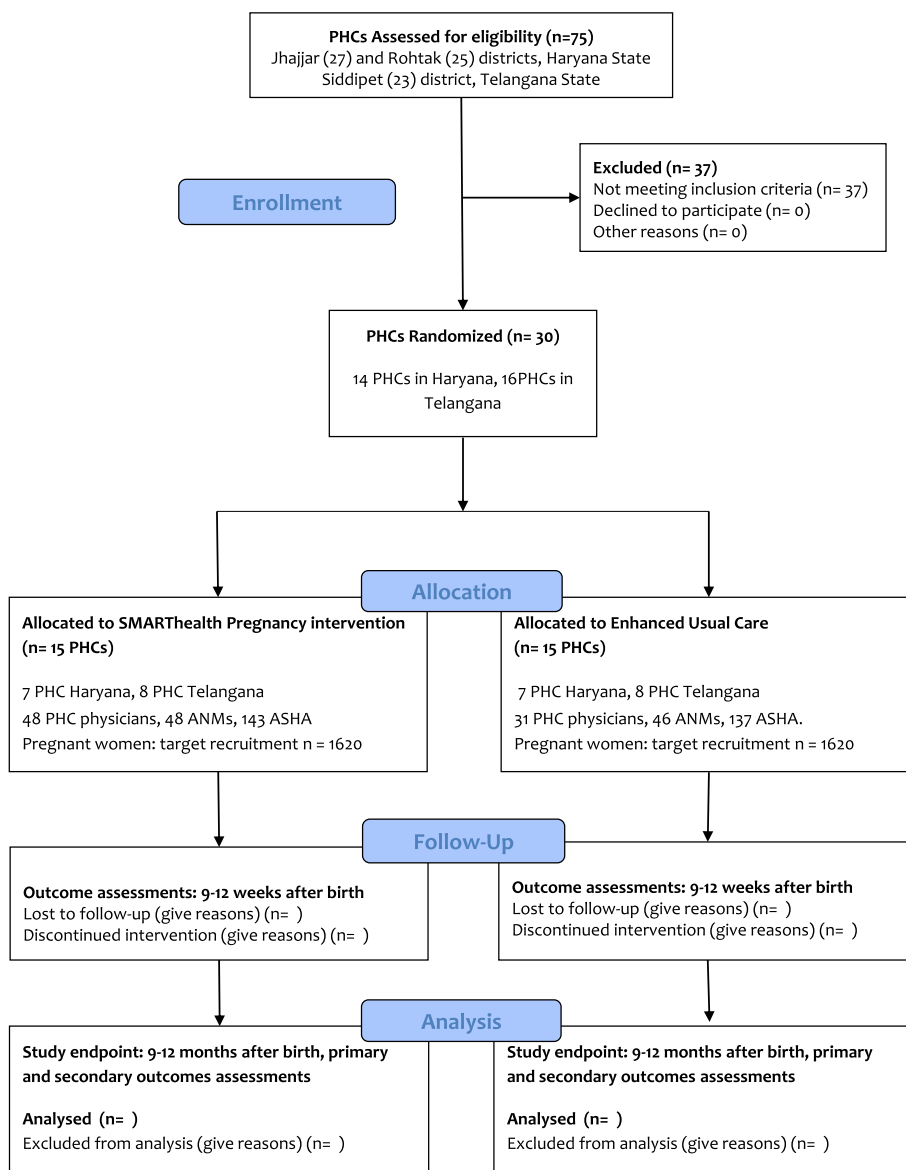 PHCs Assessed for eligibility (n=75)
Jhajjar (27) and Rohtak (25) districts, Haryana State
Siddipet (23) district, Telangana State
Enrollment
Excluded (n= 37)
Not meeting inclusion criteria (n= 37)
Declined to participate (n= 0)
Other reasons (n= 0)
PHCs Randomized (n= 30)
14 PHCs in Haryana, 16PHCs in
Telangana
Allocation
Allocated to SMARThealth Pregnancy intervention
(n= 15 PHCs)
7 PHC Haryana, 8 PHC Telangana
48 PHC physicians, 48 ANMs, 143 ASHA
Pregnant women: target recruitment n = 1620
Allocated to Enhanced Usual Care
(n= 15 PHCs)
7 PHC Haryana, 8 PHC Telangana
31 PHC physicians, 46 ANMs, 137 ASHA.
Pregnant women: target recruitment n = 1620
Follow-Up
Outcome assessments: 9-12 weeks after birth
Lost to follow-up (give reasons) (n=  )
Discontinued intervention (give reasons) (n=  )
Outcome assessments: 9-12 weeks after birth
Lost to follow-up (give reasons) (n=  )
Discontinued intervention (give reasons) (n=  )
Analysis
Study endpoint: 9-12 months after birth, primary
and secondary outcomes assessments
Analysed  (n=  )
Excluded from analysis (give reasons) (n=  )
Study endpoint: 9-12 months after birth, primary
and secondary outcomes assessments
Analysed  (n=  )
Excluded from analysis (give reasons) (n=  )